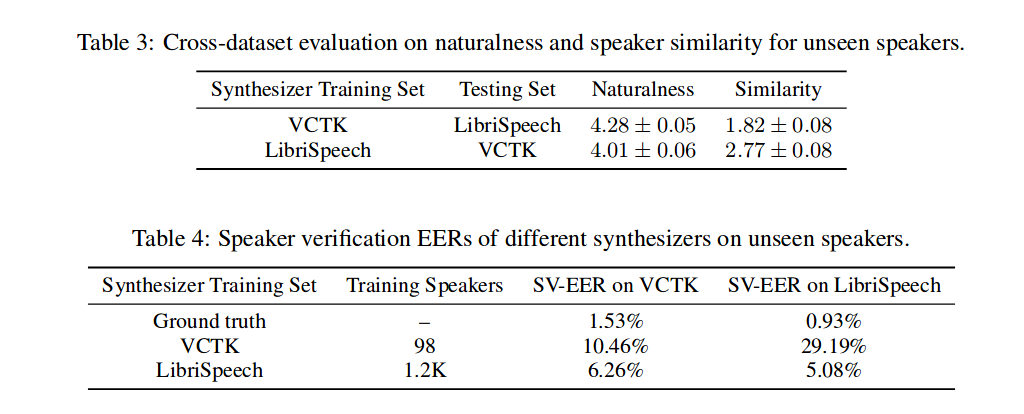 Table 3: Cross-dataset evaluation on naturalness and speaker similarity for unseen speakers.
Synthesizer Training Set Testing Set Naturalness Similarity
VCTK LibriSpeech 4.28 ± 0.05 1.82 ± 0.08
LibriSpeech VCTK 4.01 ± 0.06 2.77 ± 0.08
Table 4: Speaker verification EERs of different synthesizers on unseen speakers.
Synthesizer Training Set Training Speakers SV-EER on VCTK SV-EER on LibriSpeech
Ground truth – 1.53% 0.93%
VCTK 98 10.46% 29.19%
LibriSpeech 1.2K 6.26% 5.08%